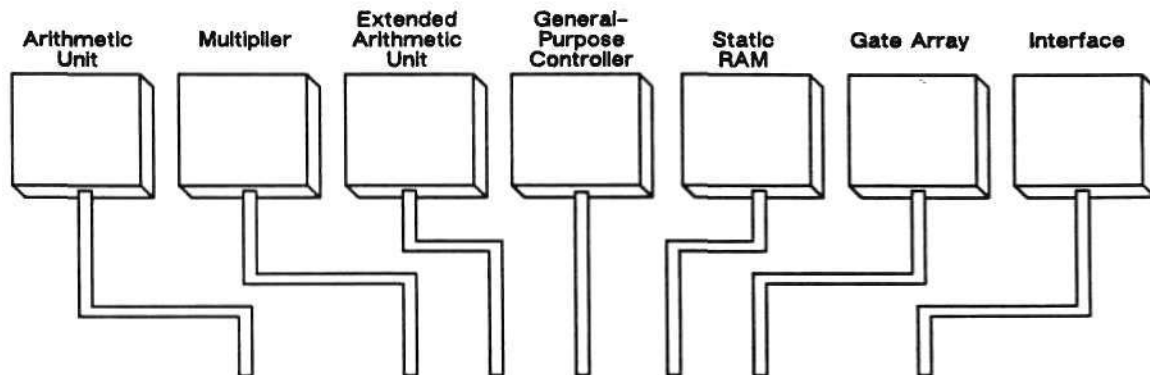 Arithmetic
Unit
Multiplier
Extended
Arithmetic
Unit
General-
Purpose
Controller
Static
RAM
Gate Array
Interface